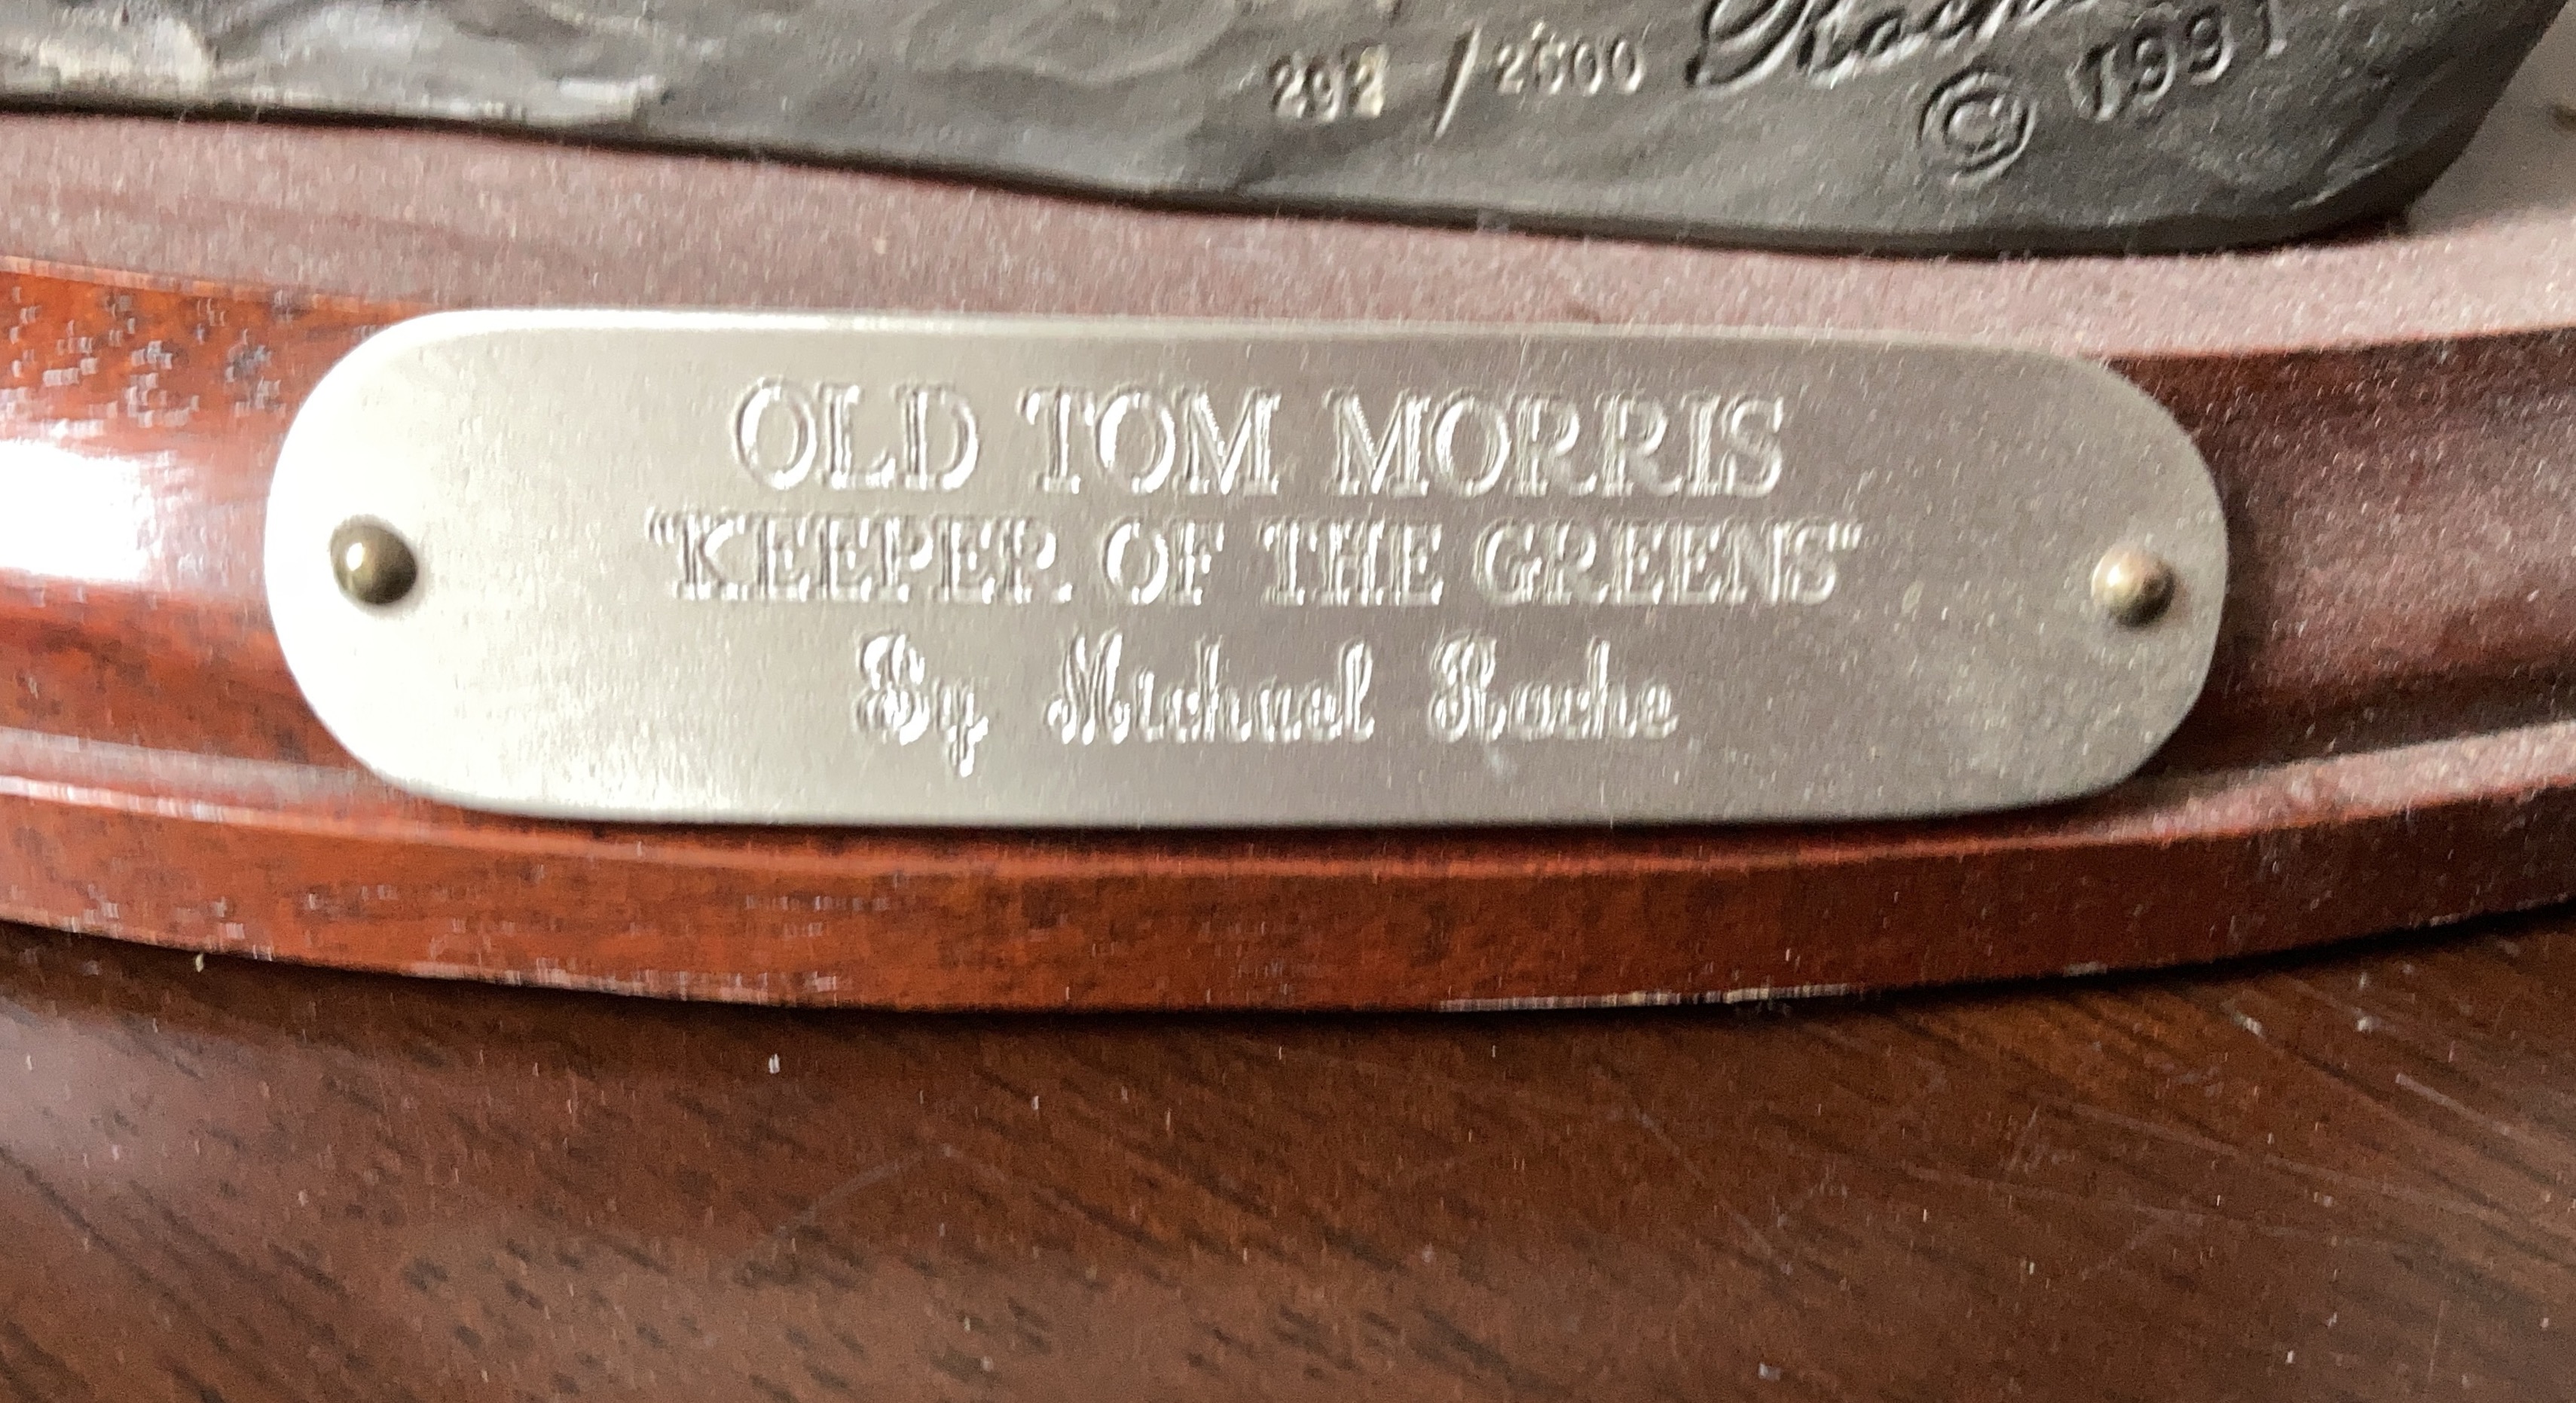 292 / 2500
© 1991
OLD TOM MORRIS
"KEEPER OF THE GREENS"
By Michael Roche